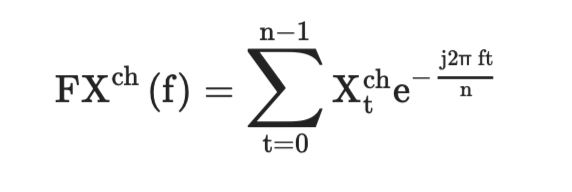 FX^ch (f) = ∑_{t=0}^{n−1} X_t^ch e^{− j2π ft / n}